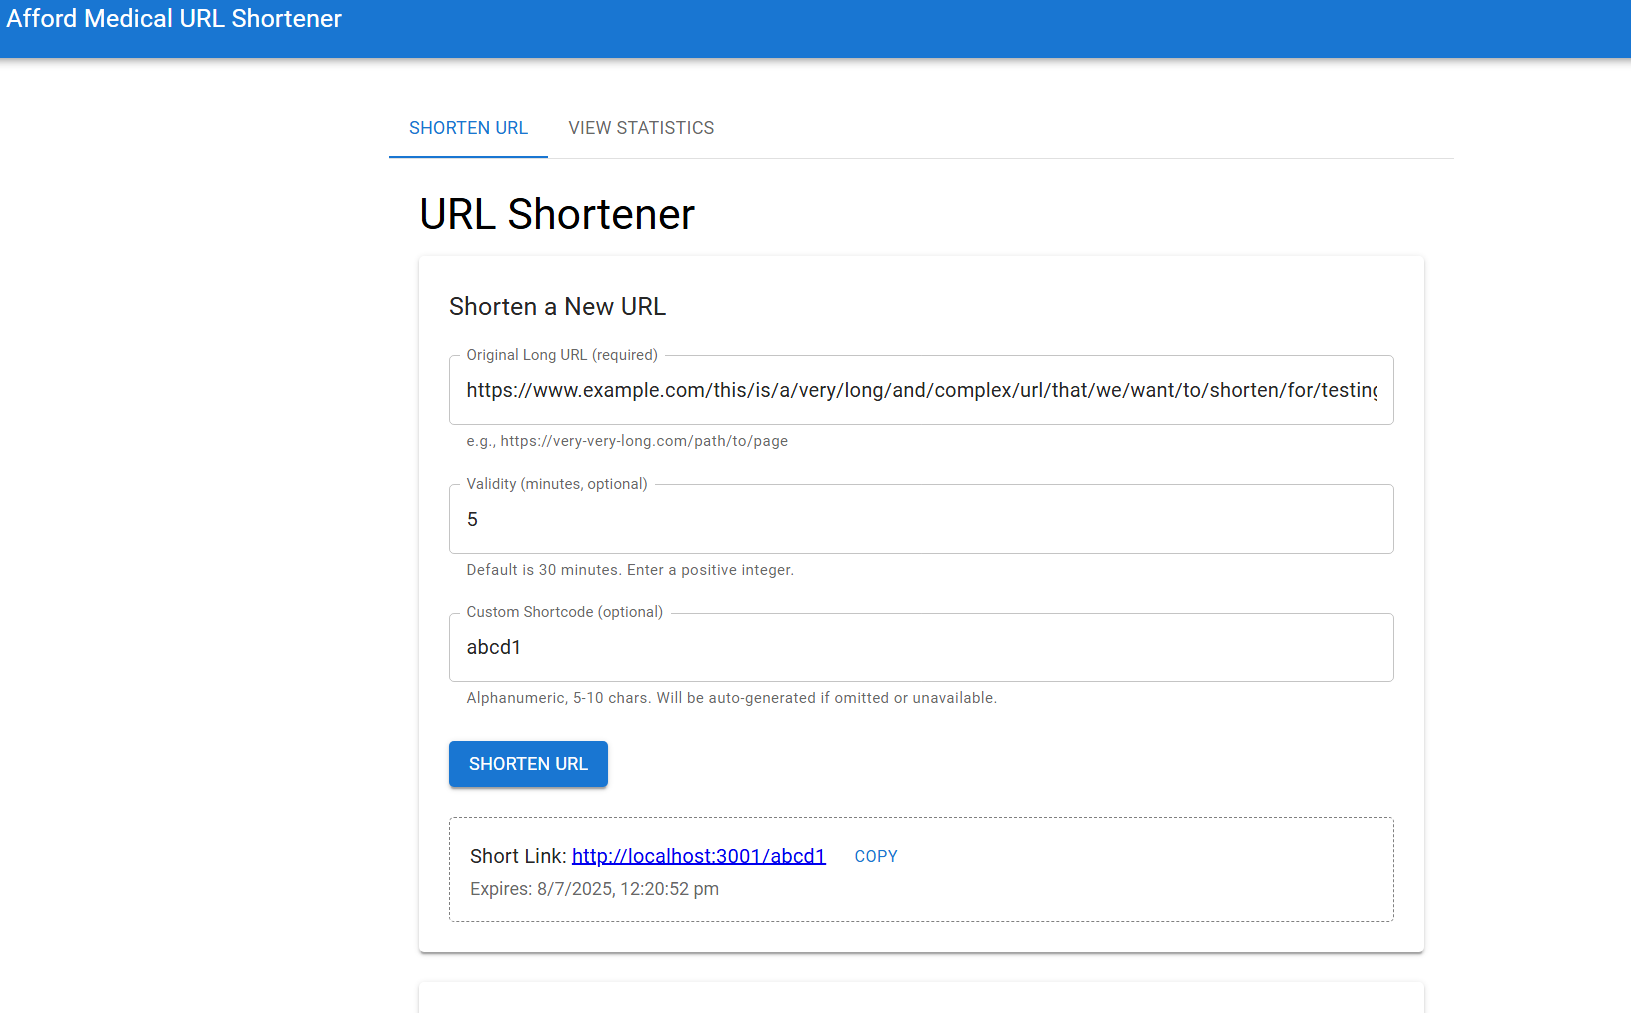 Afford Medical URL Shortener
SHORTEN URL VIEW STATISTICS
URL Shortener
Shorten a New URL
Original Long URL (required)
https://www.example.com/this/is/a/very/long/and/complex/url/that/we/want/to/shorten/for/testing
e.g., https://very-very-long.com/path/to/page
Validity (minutes, optional)
5
Default is 30 minutes. Enter a positive integer.
Custom Shortcode (optional)
abcd1
Alphanumeric, 5-10 chars. Will be auto-generated if omitted or unavailable.
SHORTEN URL
Short Link: http://localhost:3001/abcd1 COPY
Expires: 8/7/2025, 12:20:52 pm